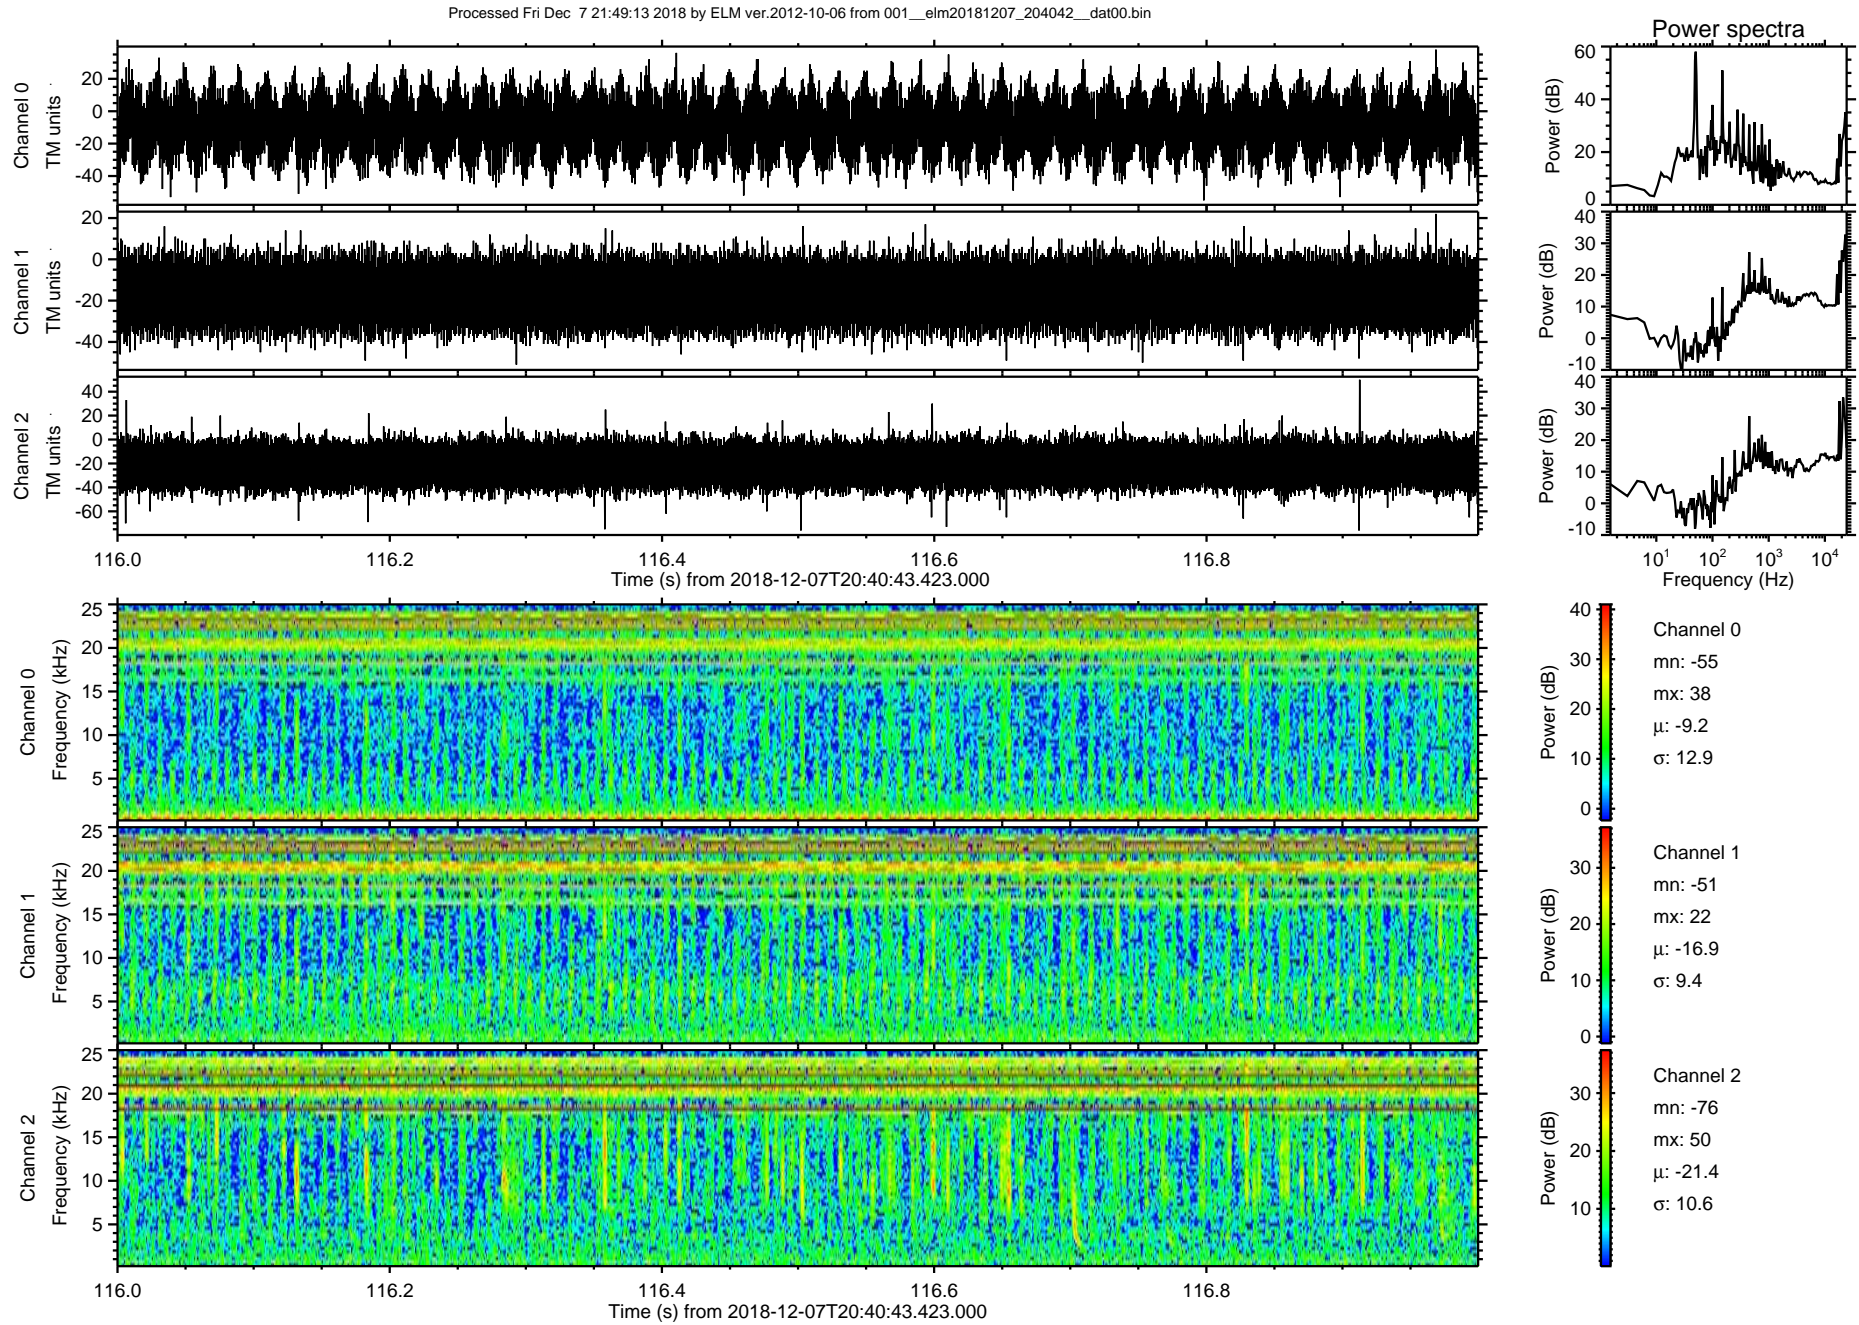 Processed Fri Dec  7 21:49:13 2018 by ELM ver.2012-10-06 from 001__elm20181207_204042__dat00.bin
Power spectra
Channel 0
TM units
20
0
-20
-40
Power (dB)
60
40
20
0
Channel 1
TM units
20
0
-20
-40
Power (dB)
40
30
20
10
0
-10
Channel 2
TM units
40
20
0
-20
-40
-60
Power (dB)
40
30
20
10
0
-10
116.0 116.2 116.4 116.6 116.8
Time (s) from 2018-12-07T20:40:43.423.000
10¹ 10² 10³ 10⁴
Frequency (Hz)
Channel 0
Frequency (kHz)
25
20
15
10
5
Power (dB)
40
30
20
10
0
Channel 0
mn: -55
mx: 38
μ: -9.2
σ: 12.9
Channel 1
Frequency (kHz)
25
20
15
10
5
Power (dB)
30
20
10
0
Channel 1
mn: -51
mx: 22
μ: -16.9
σ: 9.4
Channel 2
Frequency (kHz)
25
20
15
10
5
Power (dB)
30
20
10
Channel 2
mn: -76
mx: 50
μ: -21.4
σ: 10.6
116.0 116.2 116.4 116.6 116.8
Time (s) from 2018-12-07T20:40:43.423.000